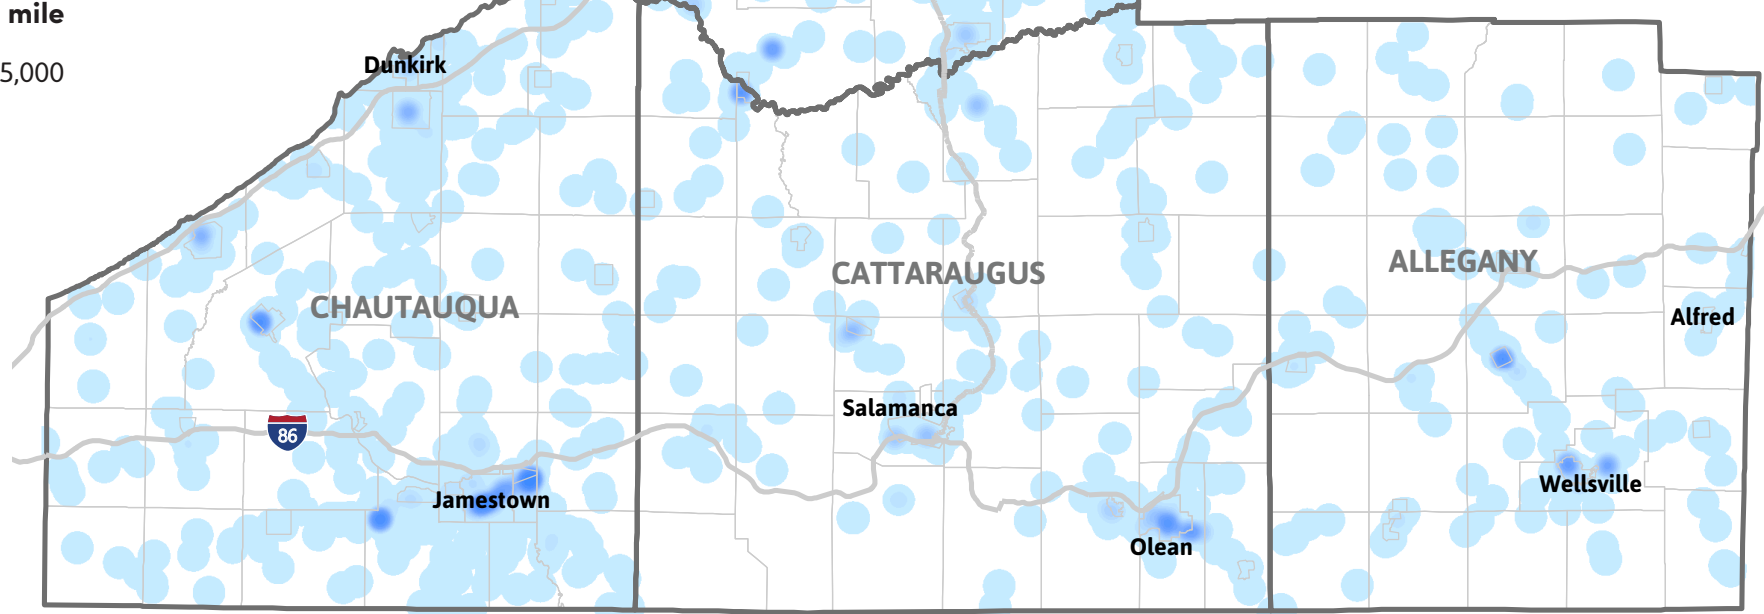 mile
5,000
Dunkirk
CHAUTAUQUA
CATTARAUGUS
ALLEGANY
Alfred
Salamanca
86
Jamestown
Wellsville
Olean